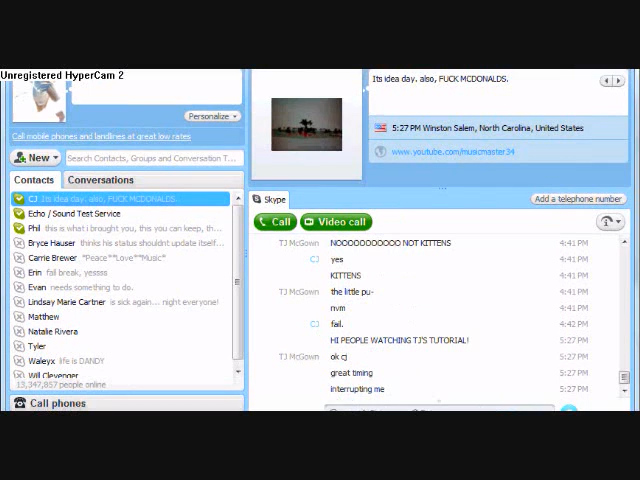 Unregistered HyperCam 2
Its idea day. also, FUCK MCDONALDS.
Personalize
5:27 PM Winston Salem, North Carolina, United States
Call mobile phones and landlines at great low rates
www.youtube.com/musicmaster34
New
Search Contacts, Groups and Conversation T...
Contacts
Conversations
CJ Its idea day. also, FUCK MCDONALDS.
Echo / Sound Test Service
Phil this is what i brought you, this you can keep, th...
Bryce Hauser thinks his status shouldnt update itself...
Carrie Brewer *Peace**Love**Music*
Erin fall break, yessss
Evan needs something to do.
Lindsay Marie Cartner is sick again... night everyone!
Matthew
Natalie Rivera
Tyler
Waleyx life is DANDY
Will Clevenger
13,347,857 people online
Call phones
Skype
Add a telephone number
Call
Video call
TJ McGown NOOOOOOOOOOO NOT KITTENS 4:41 PM
CJ yes 4:41 PM
KITTENS 4:41 PM
TJ McGown the little pu- 4:41 PM
nvm 4:41 PM
CJ fail. 4:42 PM
HI PEOPLE WATCHING TJ'S TUTORIAL! 5:27 PM
TJ McGown ok cj 5:27 PM
great timing 5:27 PM
interrupting me 5:27 PM